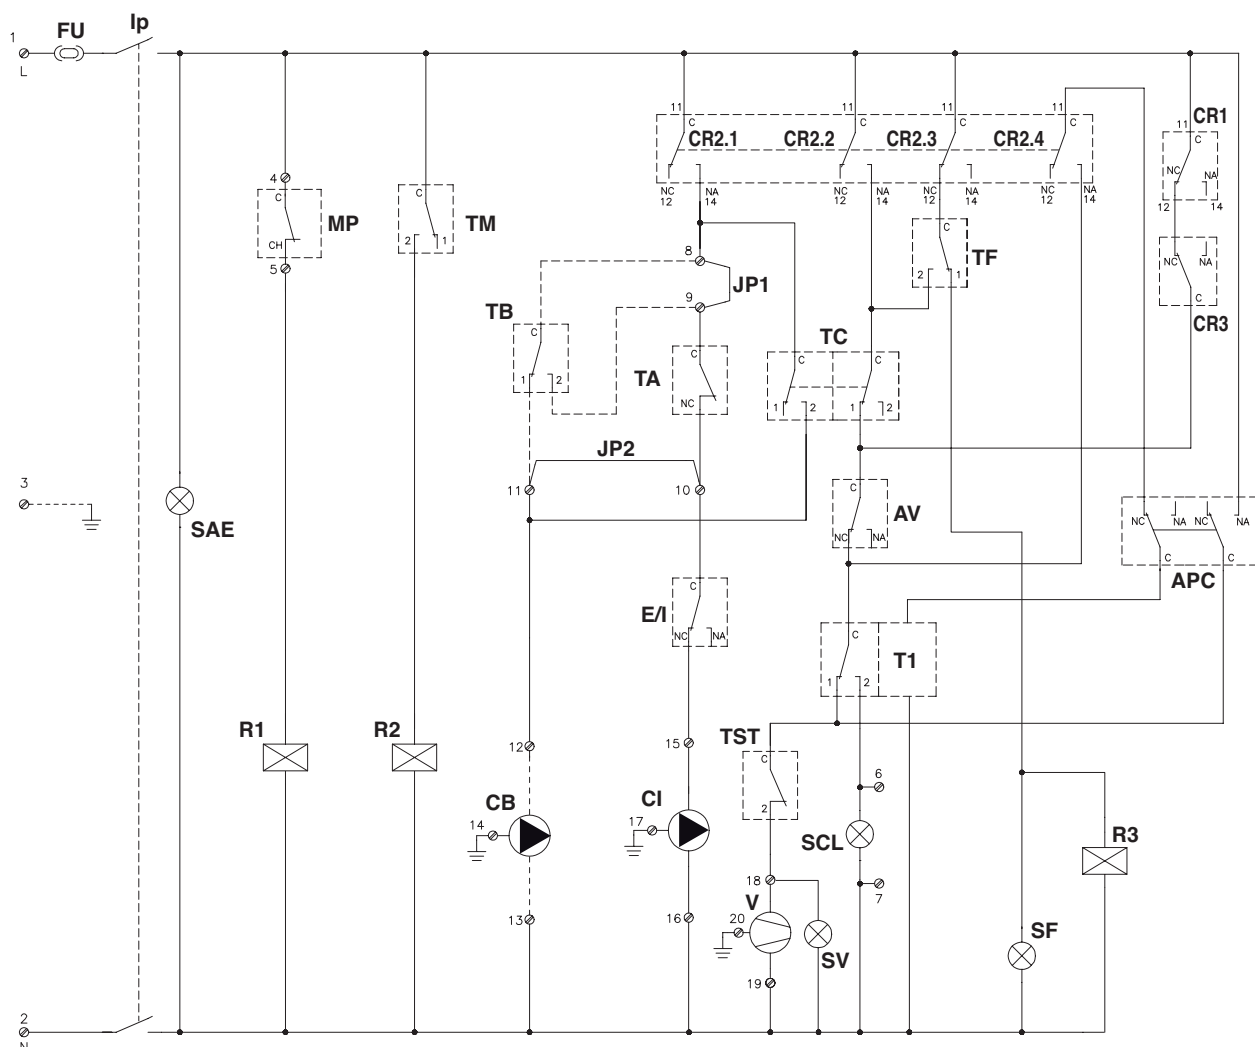 1 FU Ip
L
11 11 11 11 11 CR1
C C C C C
CR2.1 CR2.2 CR2.3 CR2.4
NC NA
12 14
NC NA NC NA NC NA NC NA
12 14 12 14 12 14 12 14
4
C MP
CH
5
C TM
2 1
C TF
2 1
NC NA
C
CR3
8
JP1
9
TB
C
1 2
TC
C C
1 2 1 2
C
TA
NC
JP2
11 10
3
SAE
C AV
NC NA
NC NA NC NA
C C
APC
E/I C
NC NA
C T1
1 2
R1 R2
12 15
TST
C
2
6
CB CI
14 17
SCL
7
R3
18
V
20
13 16
SV
SF
19
2
N